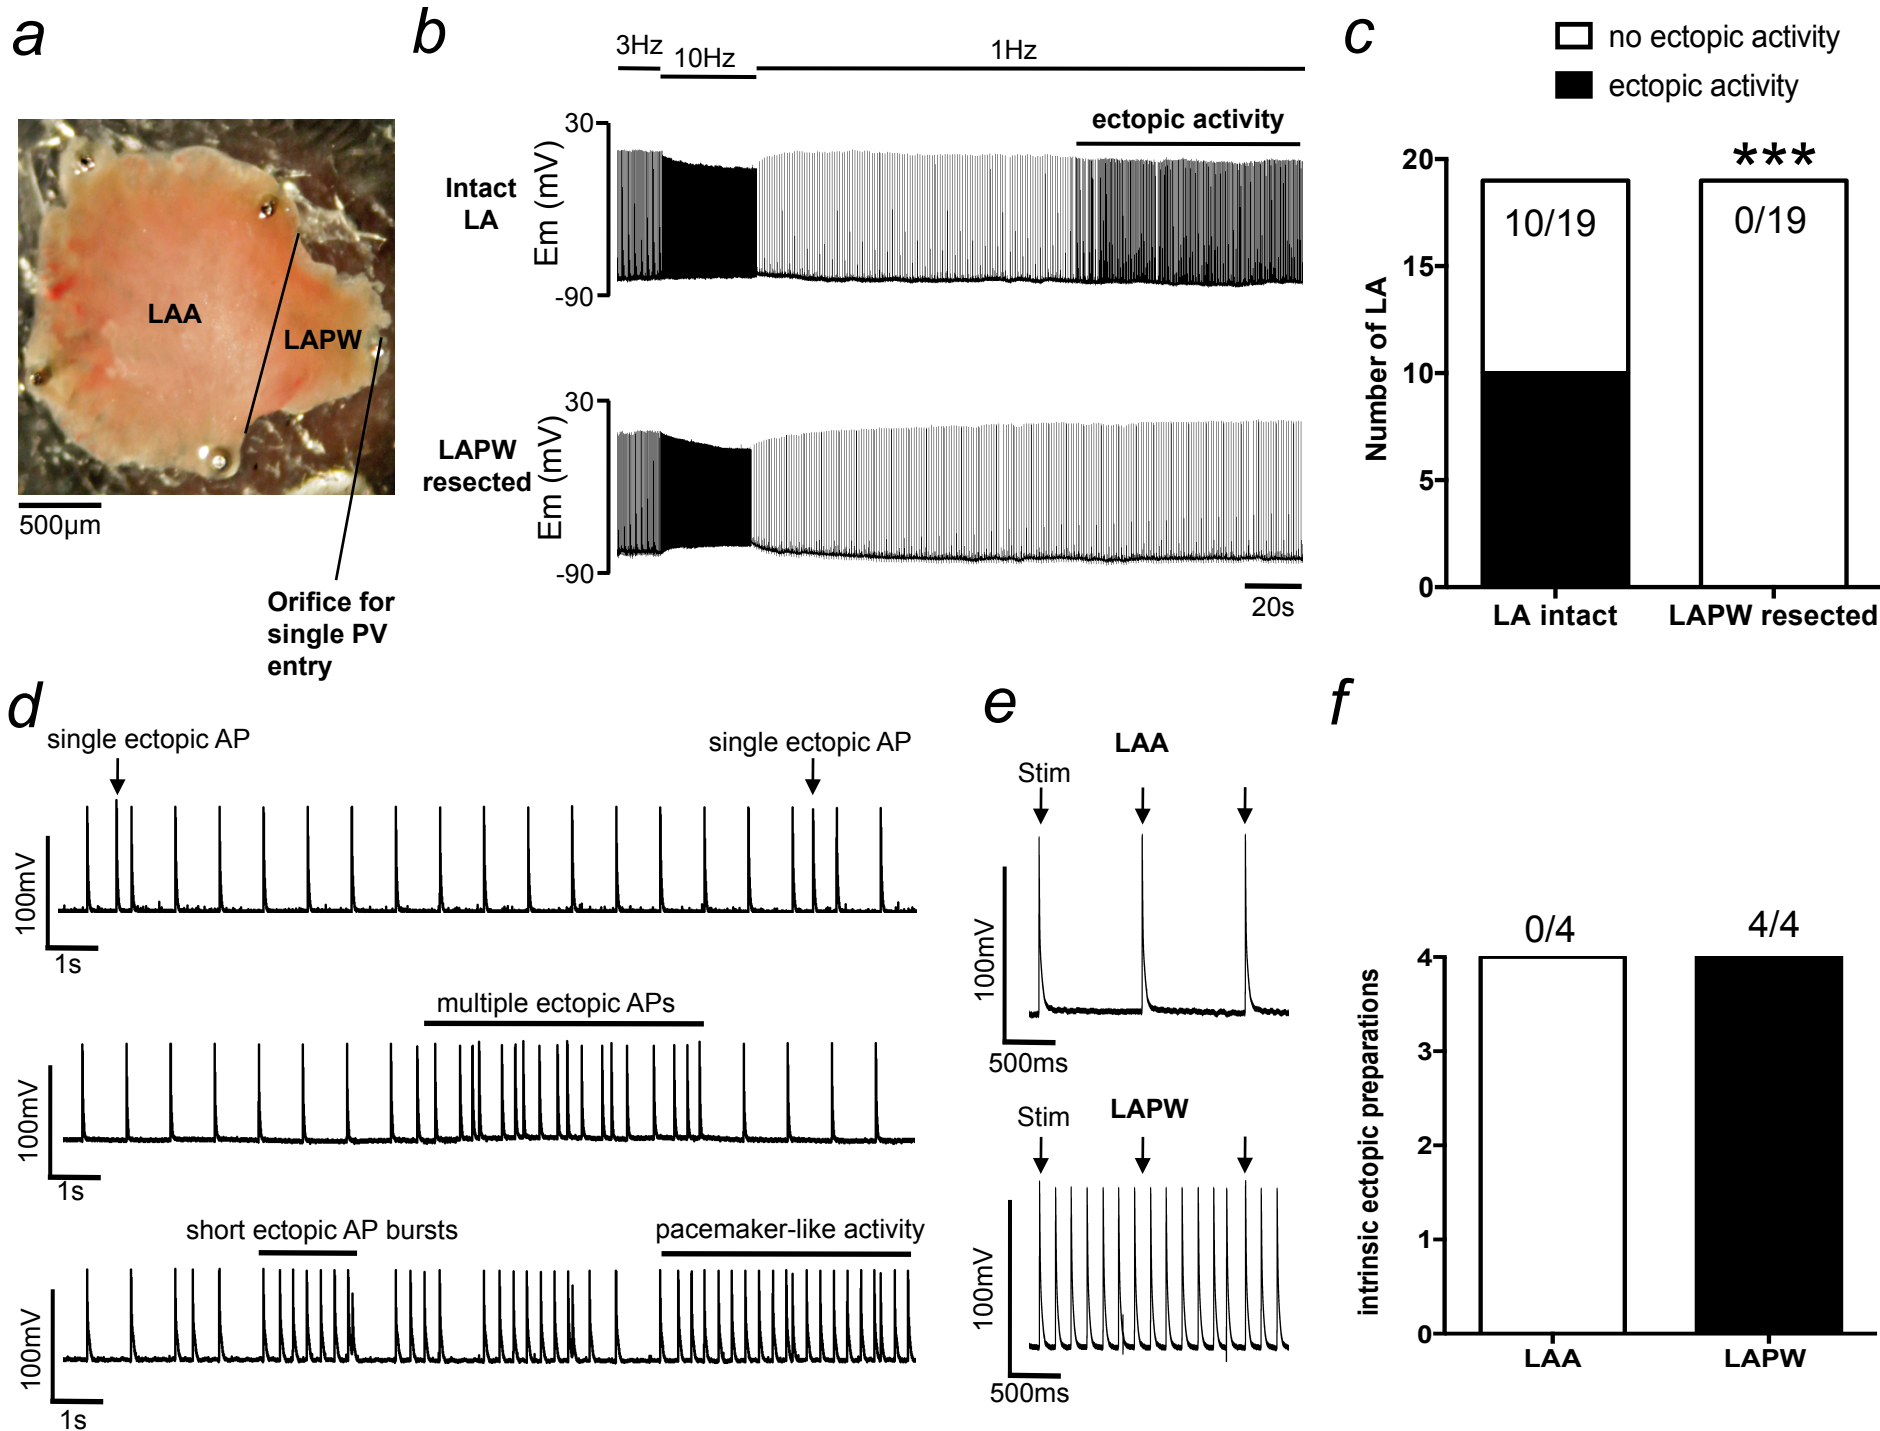 a
LAA
LAPW
500µm
Orifice for
single PV
entry
b
3Hz
10Hz
1Hz
ectopic activity
Intact
LA
30
Em (mV)
-90
LAPW
resected
30
Em (mV)
-90
20s
c
no ectopic activity
ectopic activity
***
20
15
10
5
0
Number of LA
10/19
0/19
LA intact
LAPW resected
d
single ectopic AP
single ectopic AP
100mV
1s
multiple ectopic APs
100mV
1s
short ectopic AP bursts
pacemaker-like activity
100mV
1s
e
LAA
Stim
100mV
500ms
LAPW
Stim
100mV
500ms
f
0/4
4/4
4
3
2
1
0
intrinsic ectopic preparations
LAA
LAPW